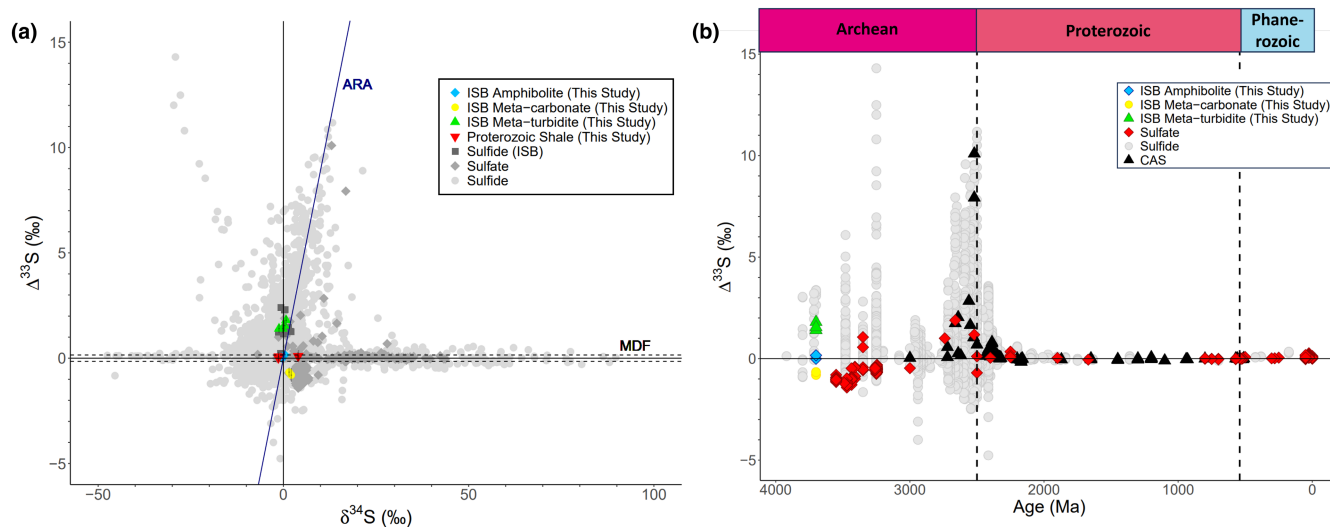 (a)
15
10
5
0
−5
Δ33S (‰)
−50
0
50
100
δ34S (‰)
ARA
MDF
ISB Amphibolite (This Study)
ISB Meta-carbonate (This Study)
ISB Meta-turbidite (This Study)
Proterozoic Shale (This Study)
Sulfide (ISB)
Sulfate
Sulfide
(b)
Archean
Proterozoic
Phane-
rozoic
15
10
5
0
−5
Δ33S (‰)
4000
3000
2000
1000
0
Age (Ma)
ISB Amphibolite (This Study)
ISB Meta-carbonate (This Study)
ISB Meta-turbidite (This Study)
Sulfate
Sulfide
CAS